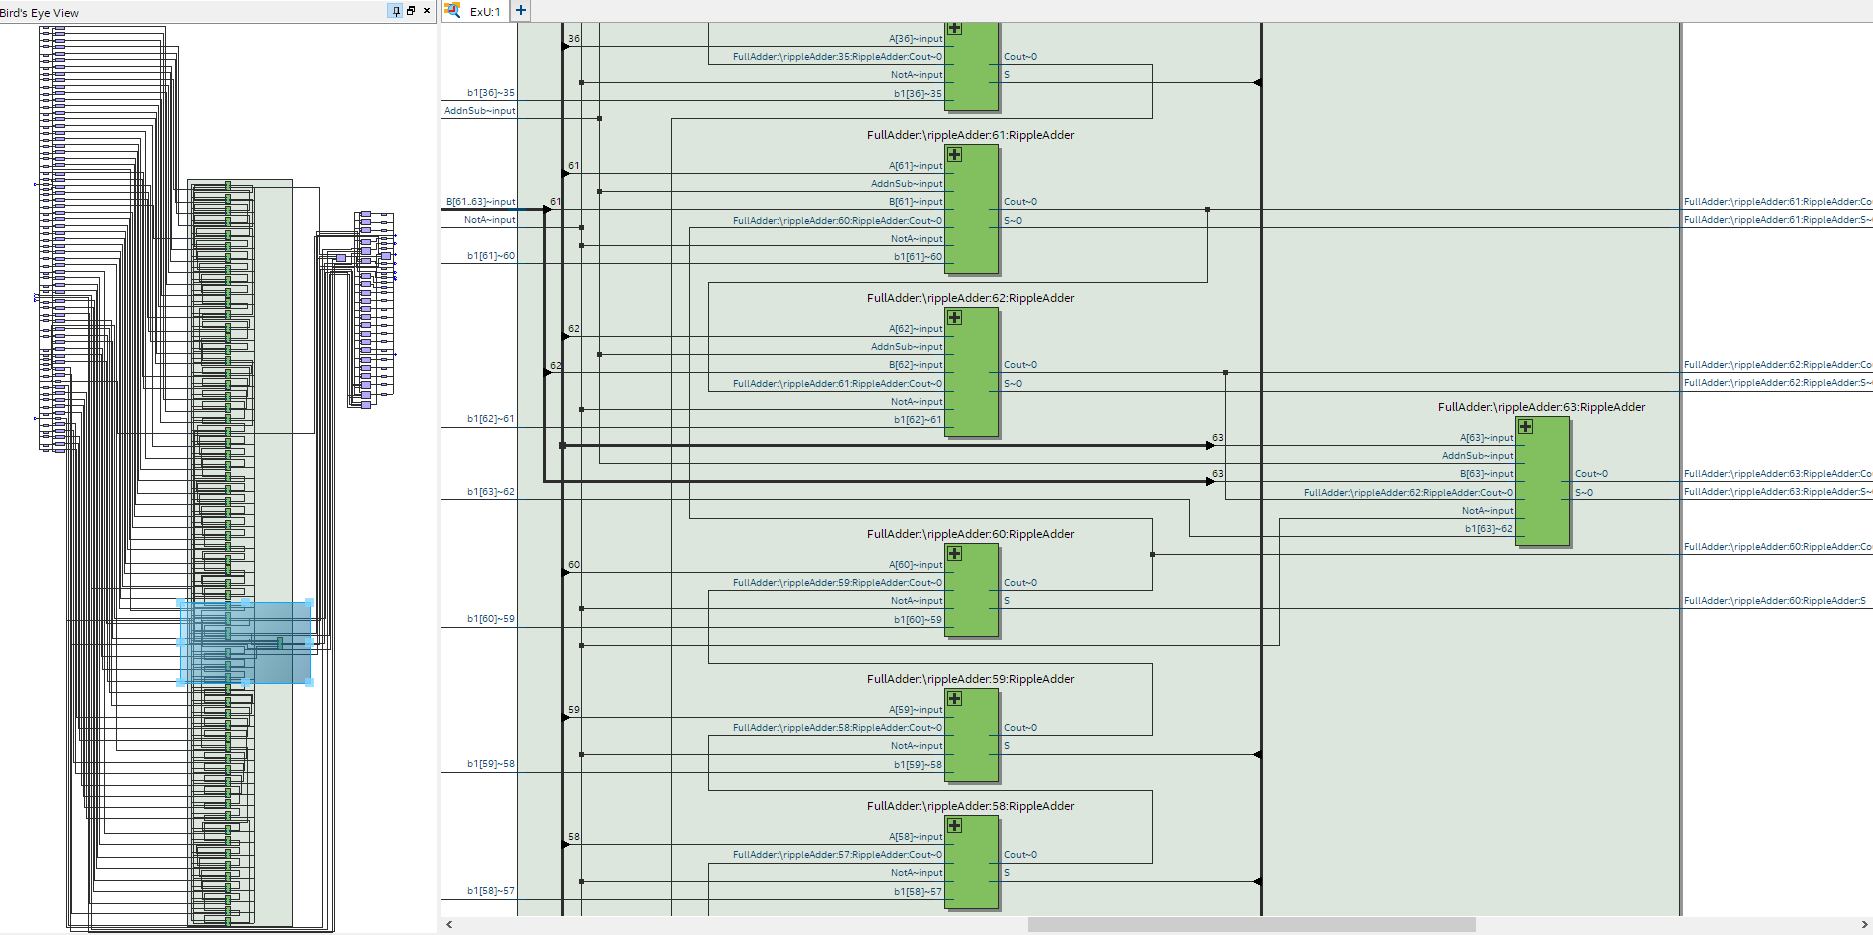 Bird's Eye View
ExU:1
36
A[36]~input
FullAdder:\rippleAdder:35:RippleAdder:Cout~0
Cout~0
NotA~input
S
b1[36]~35
b1[36]~35
AddnSub~input
FullAdder:\rippleAdder:61:RippleAdder
61
A[61]~input
AddnSub~input
B[61..63]~input
61
B[61]~input
Cout~0
FullAdder:\rippleAdder:61:RippleAdder:Co
NotA~input
FullAdder:\rippleAdder:60:RippleAdder:Cout~0
S~0
FullAdder:\rippleAdder:61:RippleAdder:S~
NotA~input
b1[61]~60
b1[61]~60
FullAdder:\rippleAdder:62:RippleAdder
62
A[62]~input
AddnSub~input
62
B[62]~input
Cout~0
FullAdder:\rippleAdder:62:RippleAdder:Co
FullAdder:\rippleAdder:61:RippleAdder:Cout~0
S~0
FullAdder:\rippleAdder:62:RippleAdder:S~
NotA~input
FullAdder:\rippleAdder:63:RippleAdder
b1[62]~61
b1[62]~61
63
A[63]~input
AddnSub~input
63
B[63]~input
Cout~0
FullAdder:\rippleAdder:63:RippleAdder:Co
b1[63]~62
FullAdder:\rippleAdder:62:RippleAdder:Cout~0
S~0
FullAdder:\rippleAdder:63:RippleAdder:S~
NotA~input
b1[63]~62
FullAdder:\rippleAdder:60:RippleAdder
FullAdder:\rippleAdder:60:RippleAdder:Co
60
A[60]~input
FullAdder:\rippleAdder:59:RippleAdder:Cout~0
Cout~0
NotA~input
S
FullAdder:\rippleAdder:60:RippleAdder:S
b1[60]~59
b1[60]~59
FullAdder:\rippleAdder:59:RippleAdder
59
A[59]~input
FullAdder:\rippleAdder:58:RippleAdder:Cout~0
Cout~0
NotA~input
S
b1[59]~58
b1[59]~58
FullAdder:\rippleAdder:58:RippleAdder
58
A[58]~input
FullAdder:\rippleAdder:57:RippleAdder:Cout~0
Cout~0
NotA~input
S
b1[58]~57
b1[58]~57